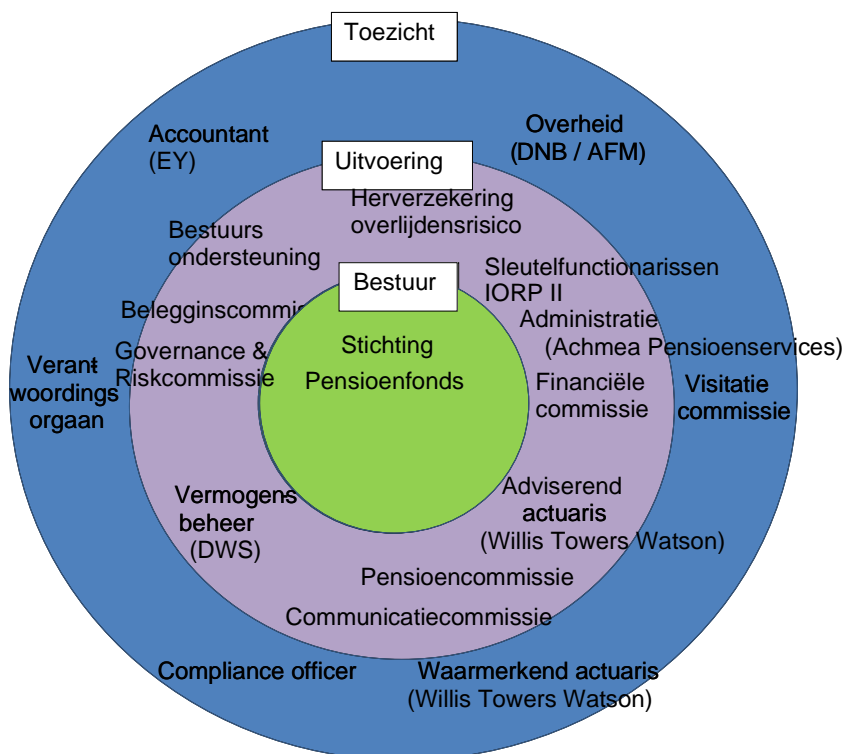 Toezicht
Accountant
(EY)
Overheid
(DNB / AFM)
Uitvoering
Herverzekering
overlijdensrisico
Bestuurs
ondersteuning
Bestuur
Sleutelfunctionarissen
IORP II
Belegginscommis
Administratie
(Achmea Pensioenservices)
Stichting
Pensioenfonds
Governance &
Riskcommissie
Verant-
woordings
orgaan
Financiële
commissie
Visitatie
commissie
Vermogens-
beheer
(DWS)
Adviserend
actuaris
(Willis Towers Watson)
Pensioencommissie
Communicatiecommissie
Compliance officer
Waarmerkend actuaris
(Willis Towers Watson)